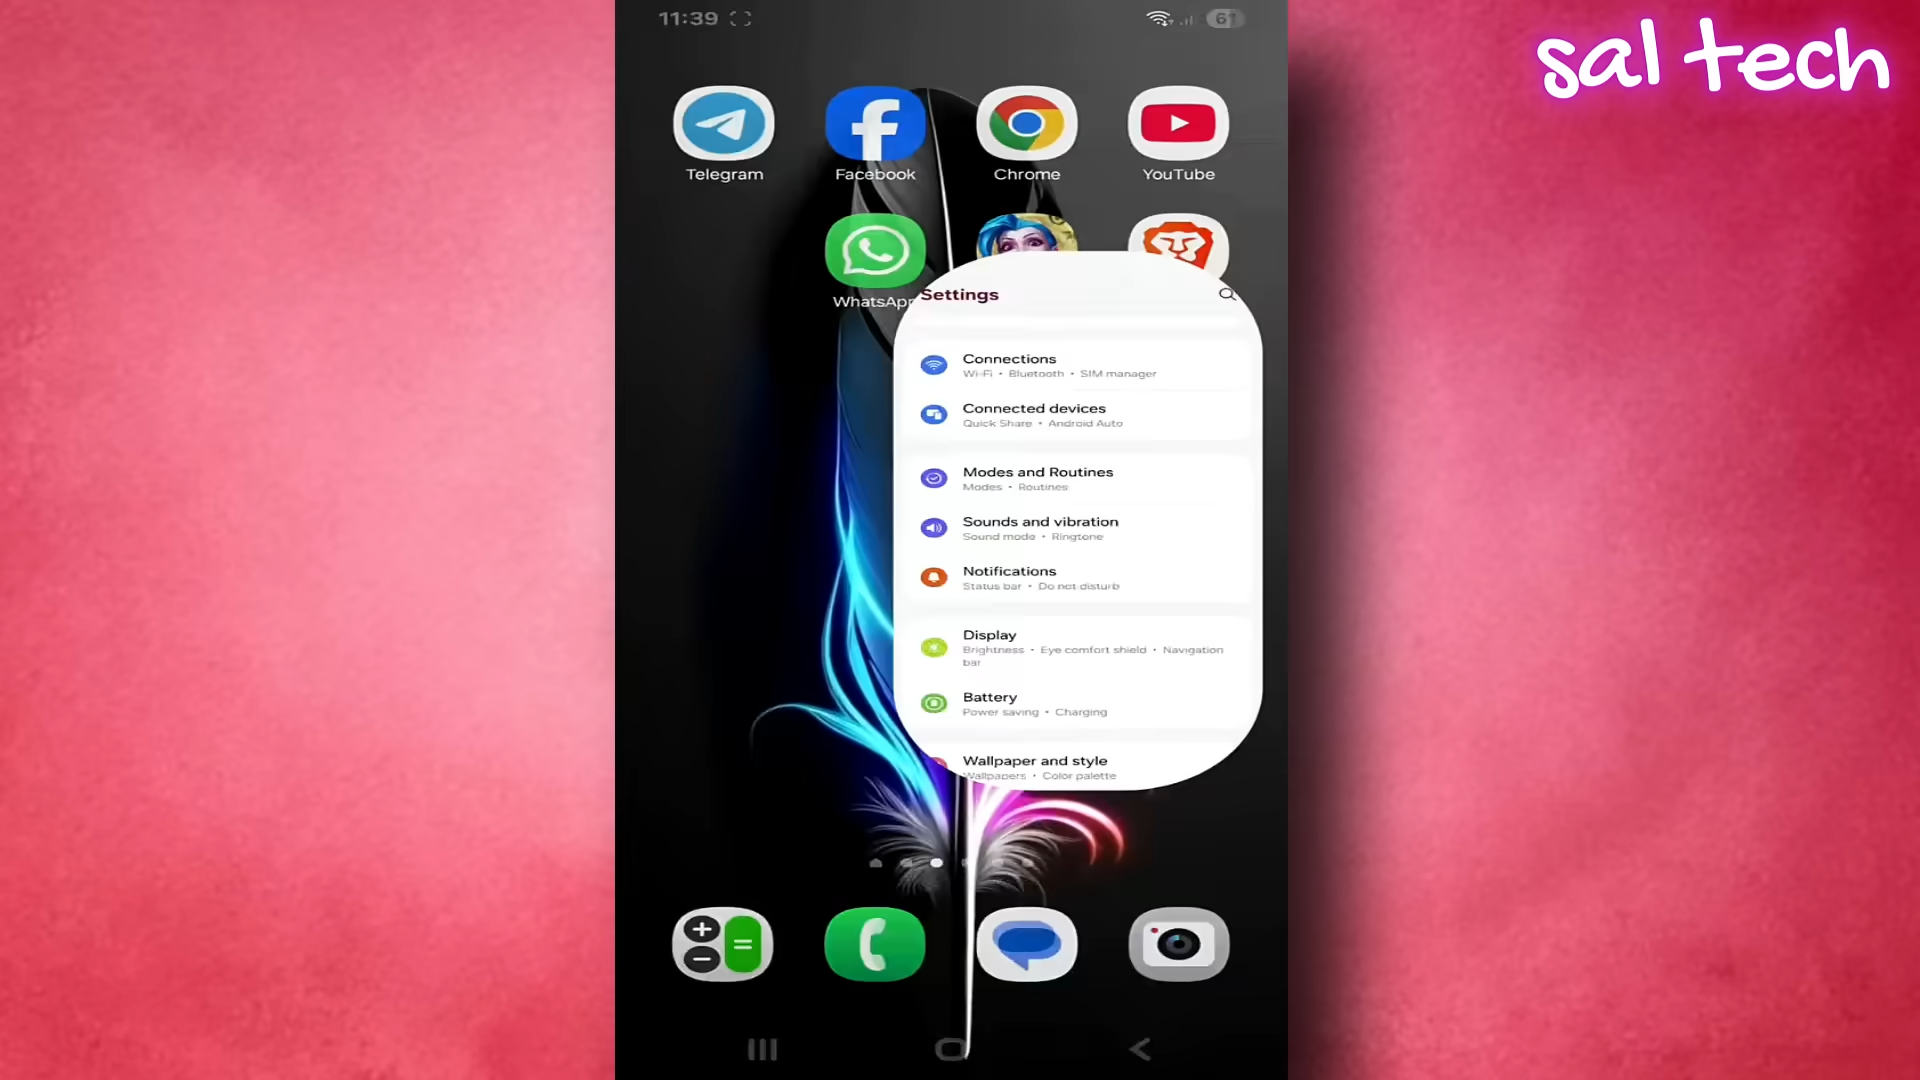 11:39
61
sal tech
Telegram
Facebook
Chrome
YouTube
WhatsApp
Settings
Connections
Wi-Fi • Bluetooth • SIM manager
Connected devices
Quick Share • Android Auto
Modes and Routines
Modes • Routines
Sounds and vibration
Sound mode • Ringtone
Notifications
Status bar • Do not disturb
Display
Brightness • Eye comfort shield • Navigation
bar
Battery
Power saving • Charging
Wallpaper and style
Wallpapers • Color palette